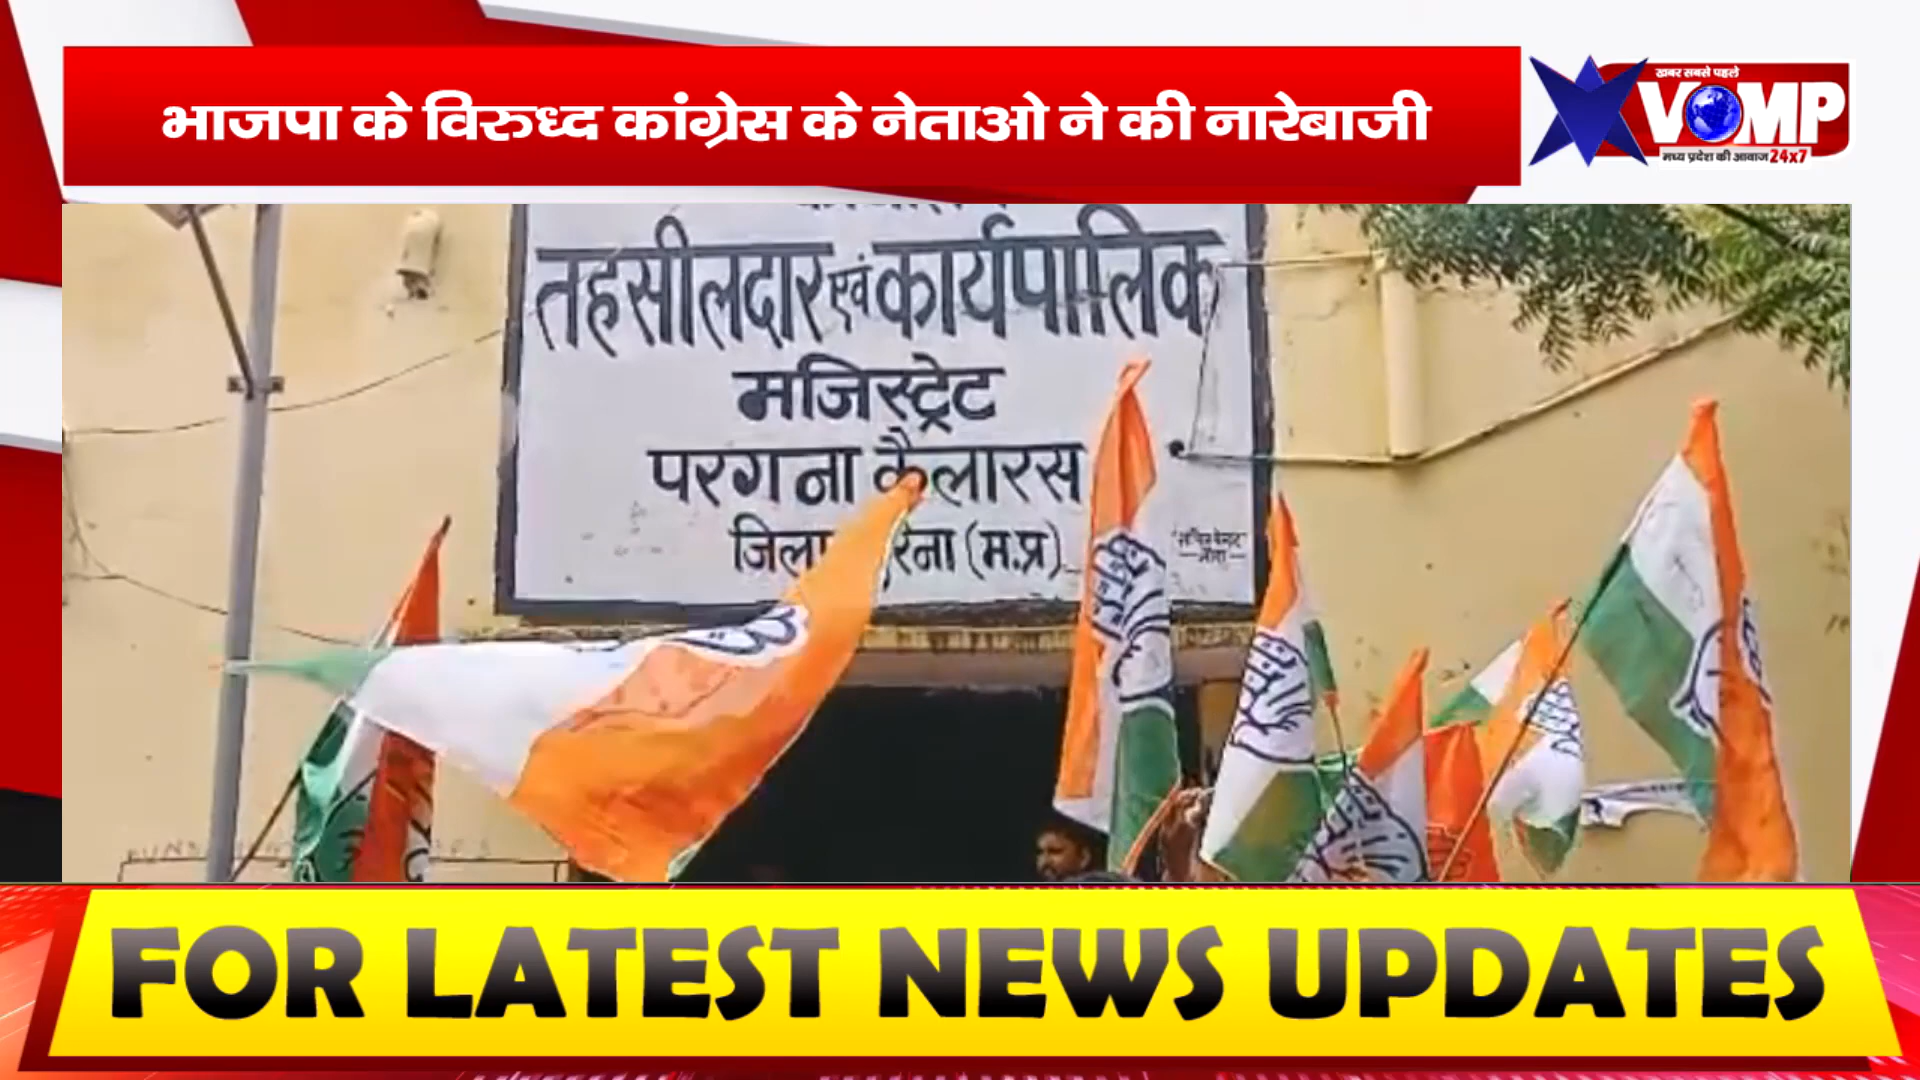 भाजपा के विरुध्द कांग्रेस के नेताओ ने की नारेबाजी
खबर सबसे पहले
VOMP
मध्य प्रदेश की आवाज 24x7
तहसीलदार एवं कार्यपालिक
मजिस्ट्रेट
परगना कैलारस
जिला रेना (म.प्र)
FOR LATEST NEWS UPDATES